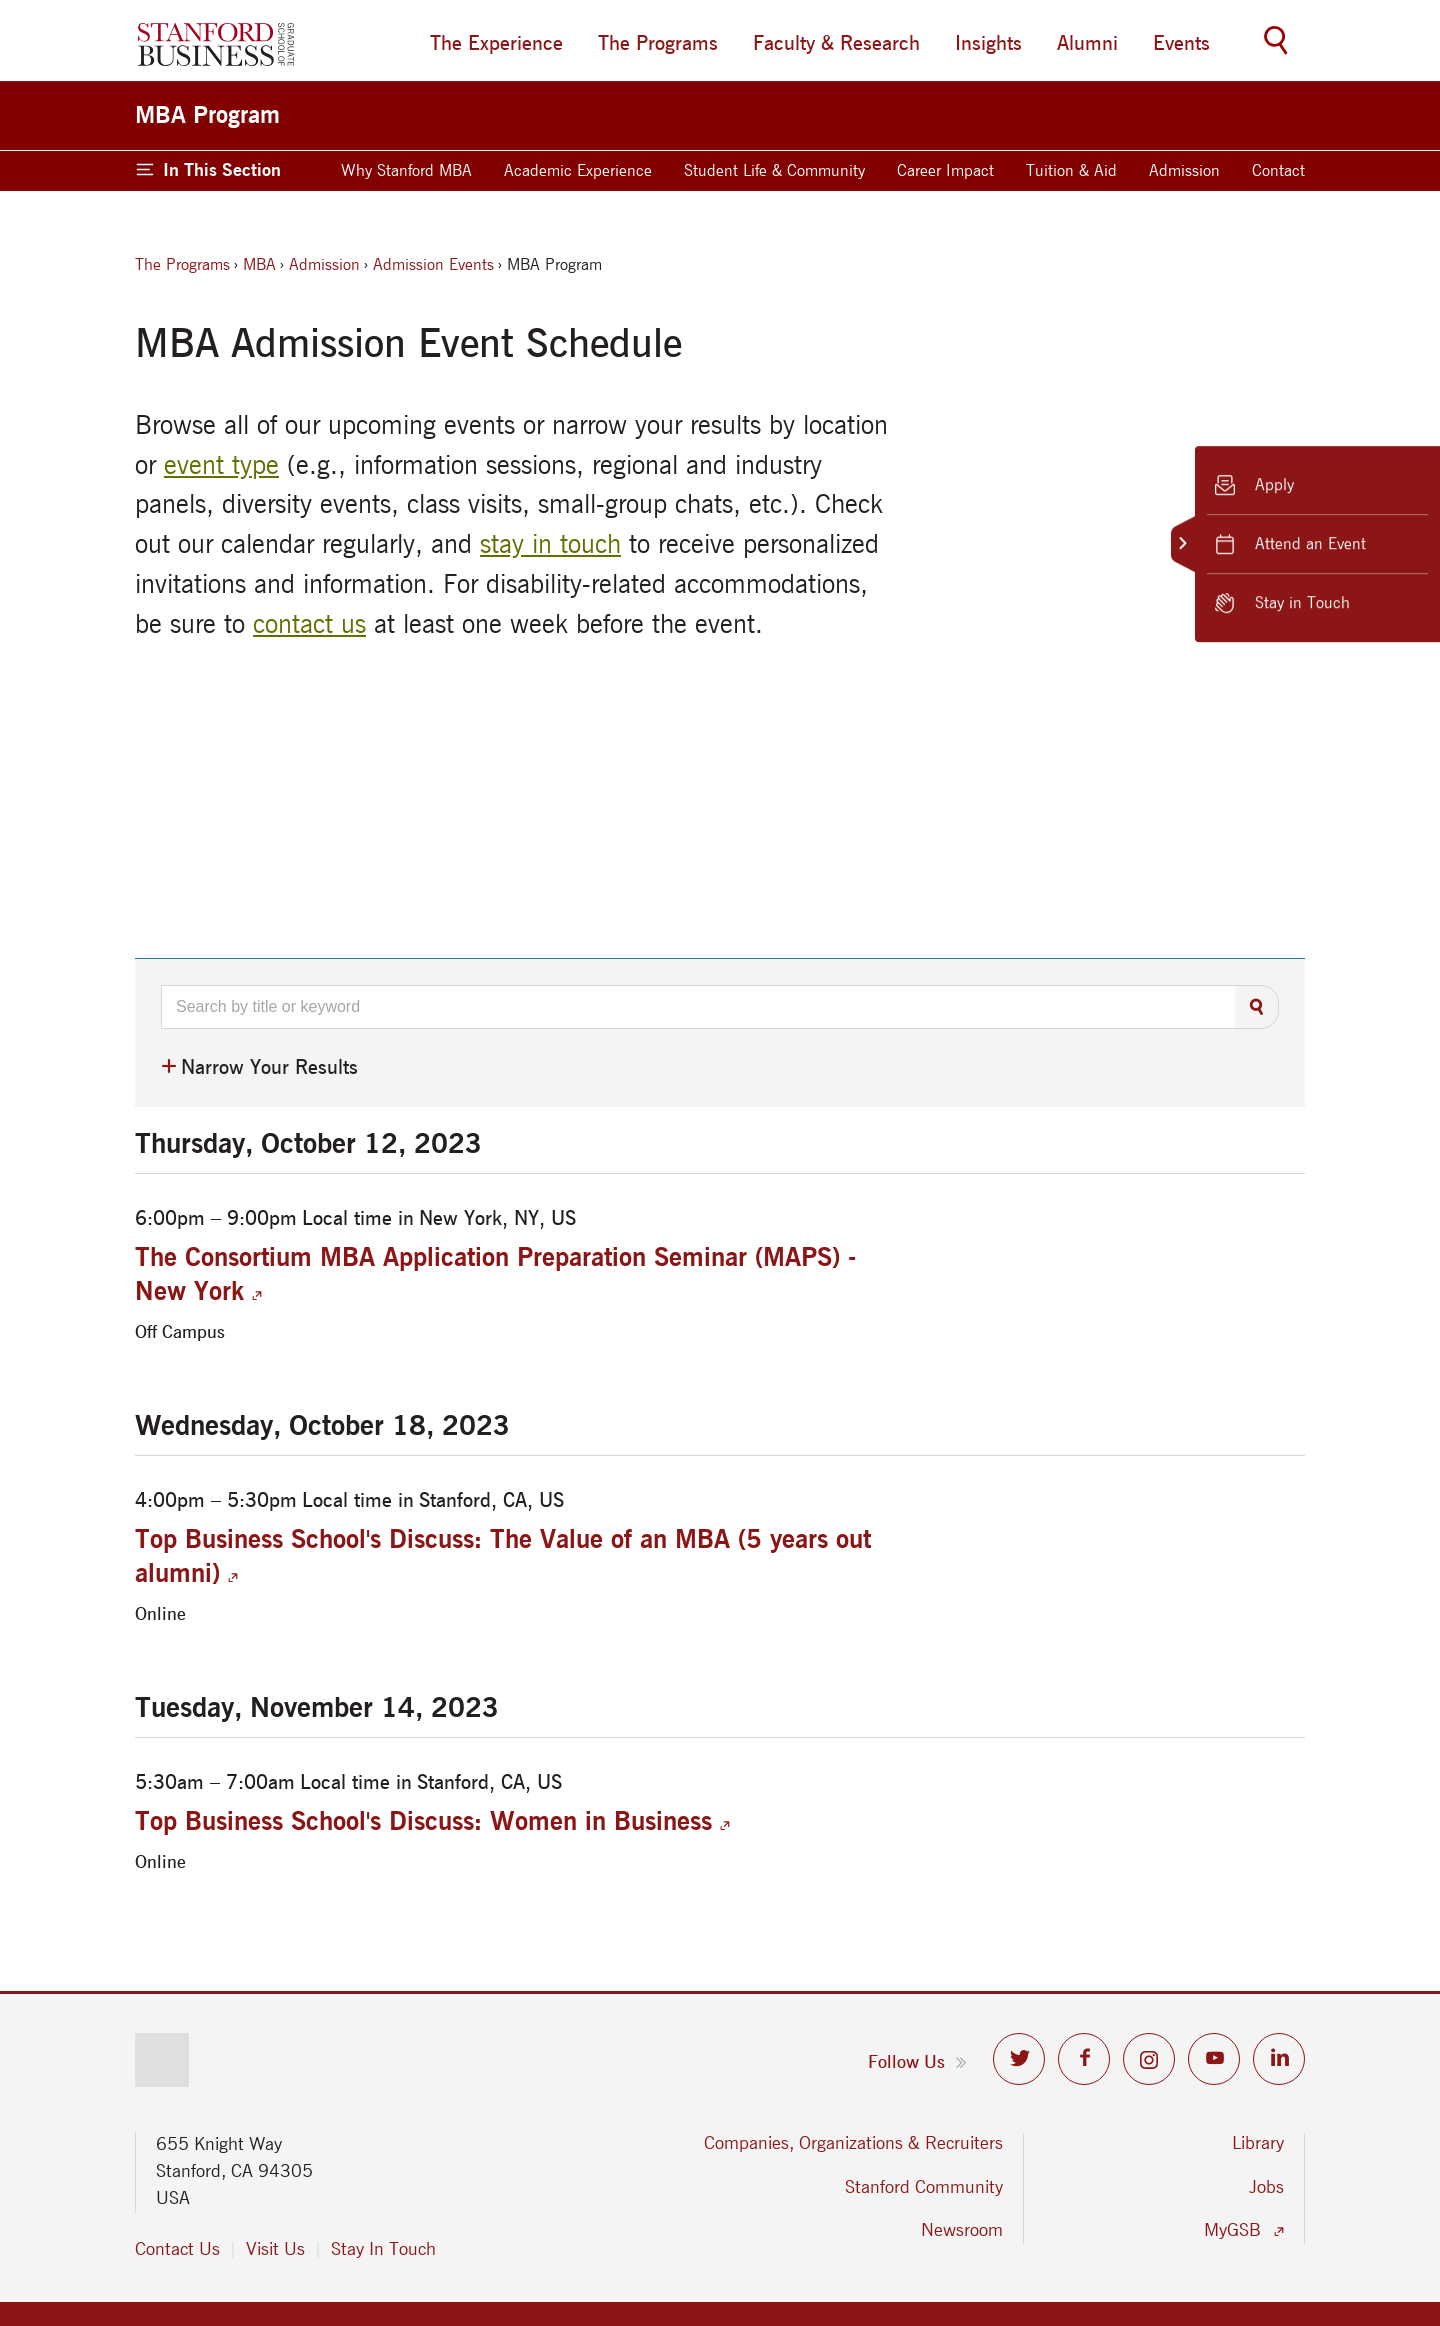 STANFORD
BUSINESS
GRADUATE
SCHOOL OF
The Experience
The Programs
Faculty & Research
Insights
Alumni
Events
MBA Program
In This Section
Why Stanford MBA
Academic Experience
Student Life & Community
Career Impact
Tuition & Aid
Admission
Contact
The Programs › MBA › Admission › Admission Events › MBA Program
MBA Admission Event Schedule
Browse all of our upcoming events or narrow your results by location
or event type (e.g., information sessions, regional and industry
panels, diversity events, class visits, small-group chats, etc.). Check
out our calendar regularly, and stay in touch to receive personalized
invitations and information. For disability-related accommodations,
be sure to contact us at least one week before the event.
Apply
Attend an Event
Stay in Touch
Search by title or keyword
+ Narrow Your Results
Thursday, October 12, 2023
6:00pm – 9:00pm Local time in New York, NY, US
The Consortium MBA Application Preparation Seminar (MAPS) -
New York
Off Campus
Wednesday, October 18, 2023
4:00pm – 5:30pm Local time in Stanford, CA, US
Top Business School's Discuss: The Value of an MBA (5 years out
alumni)
Online
Tuesday, November 14, 2023
5:30am – 7:00am Local time in Stanford, CA, US
Top Business School's Discuss: Women in Business
Online
Follow Us
655 Knight Way
Stanford, CA 94305
USA
Contact Us | Visit Us | Stay In Touch
Companies, Organizations & Recruiters
Stanford Community
Newsroom
Library
Jobs
MyGSB